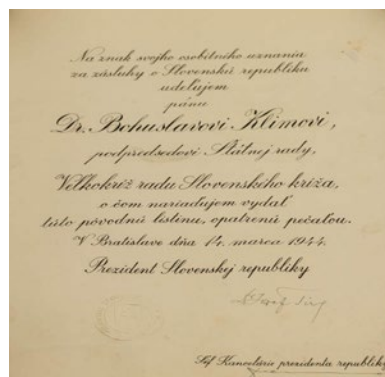 Na znak svojho osobitného uznania
za zásluhy o Slovenskú republiku
udeľujem
pánu
Dr. Bohuslavovi Klimovi,
podpredsedovi Štátnej rady,
Veľkokríž radu Slovenského kríža,
o čom nariaďujem vydať
túto pôvodnú listinu, opatrenú pečaťou.
V Bratislave dňa 14. marca 1944.
Prezident Slovenskej republiky
Šéf Kancelárie prezidenta republiky